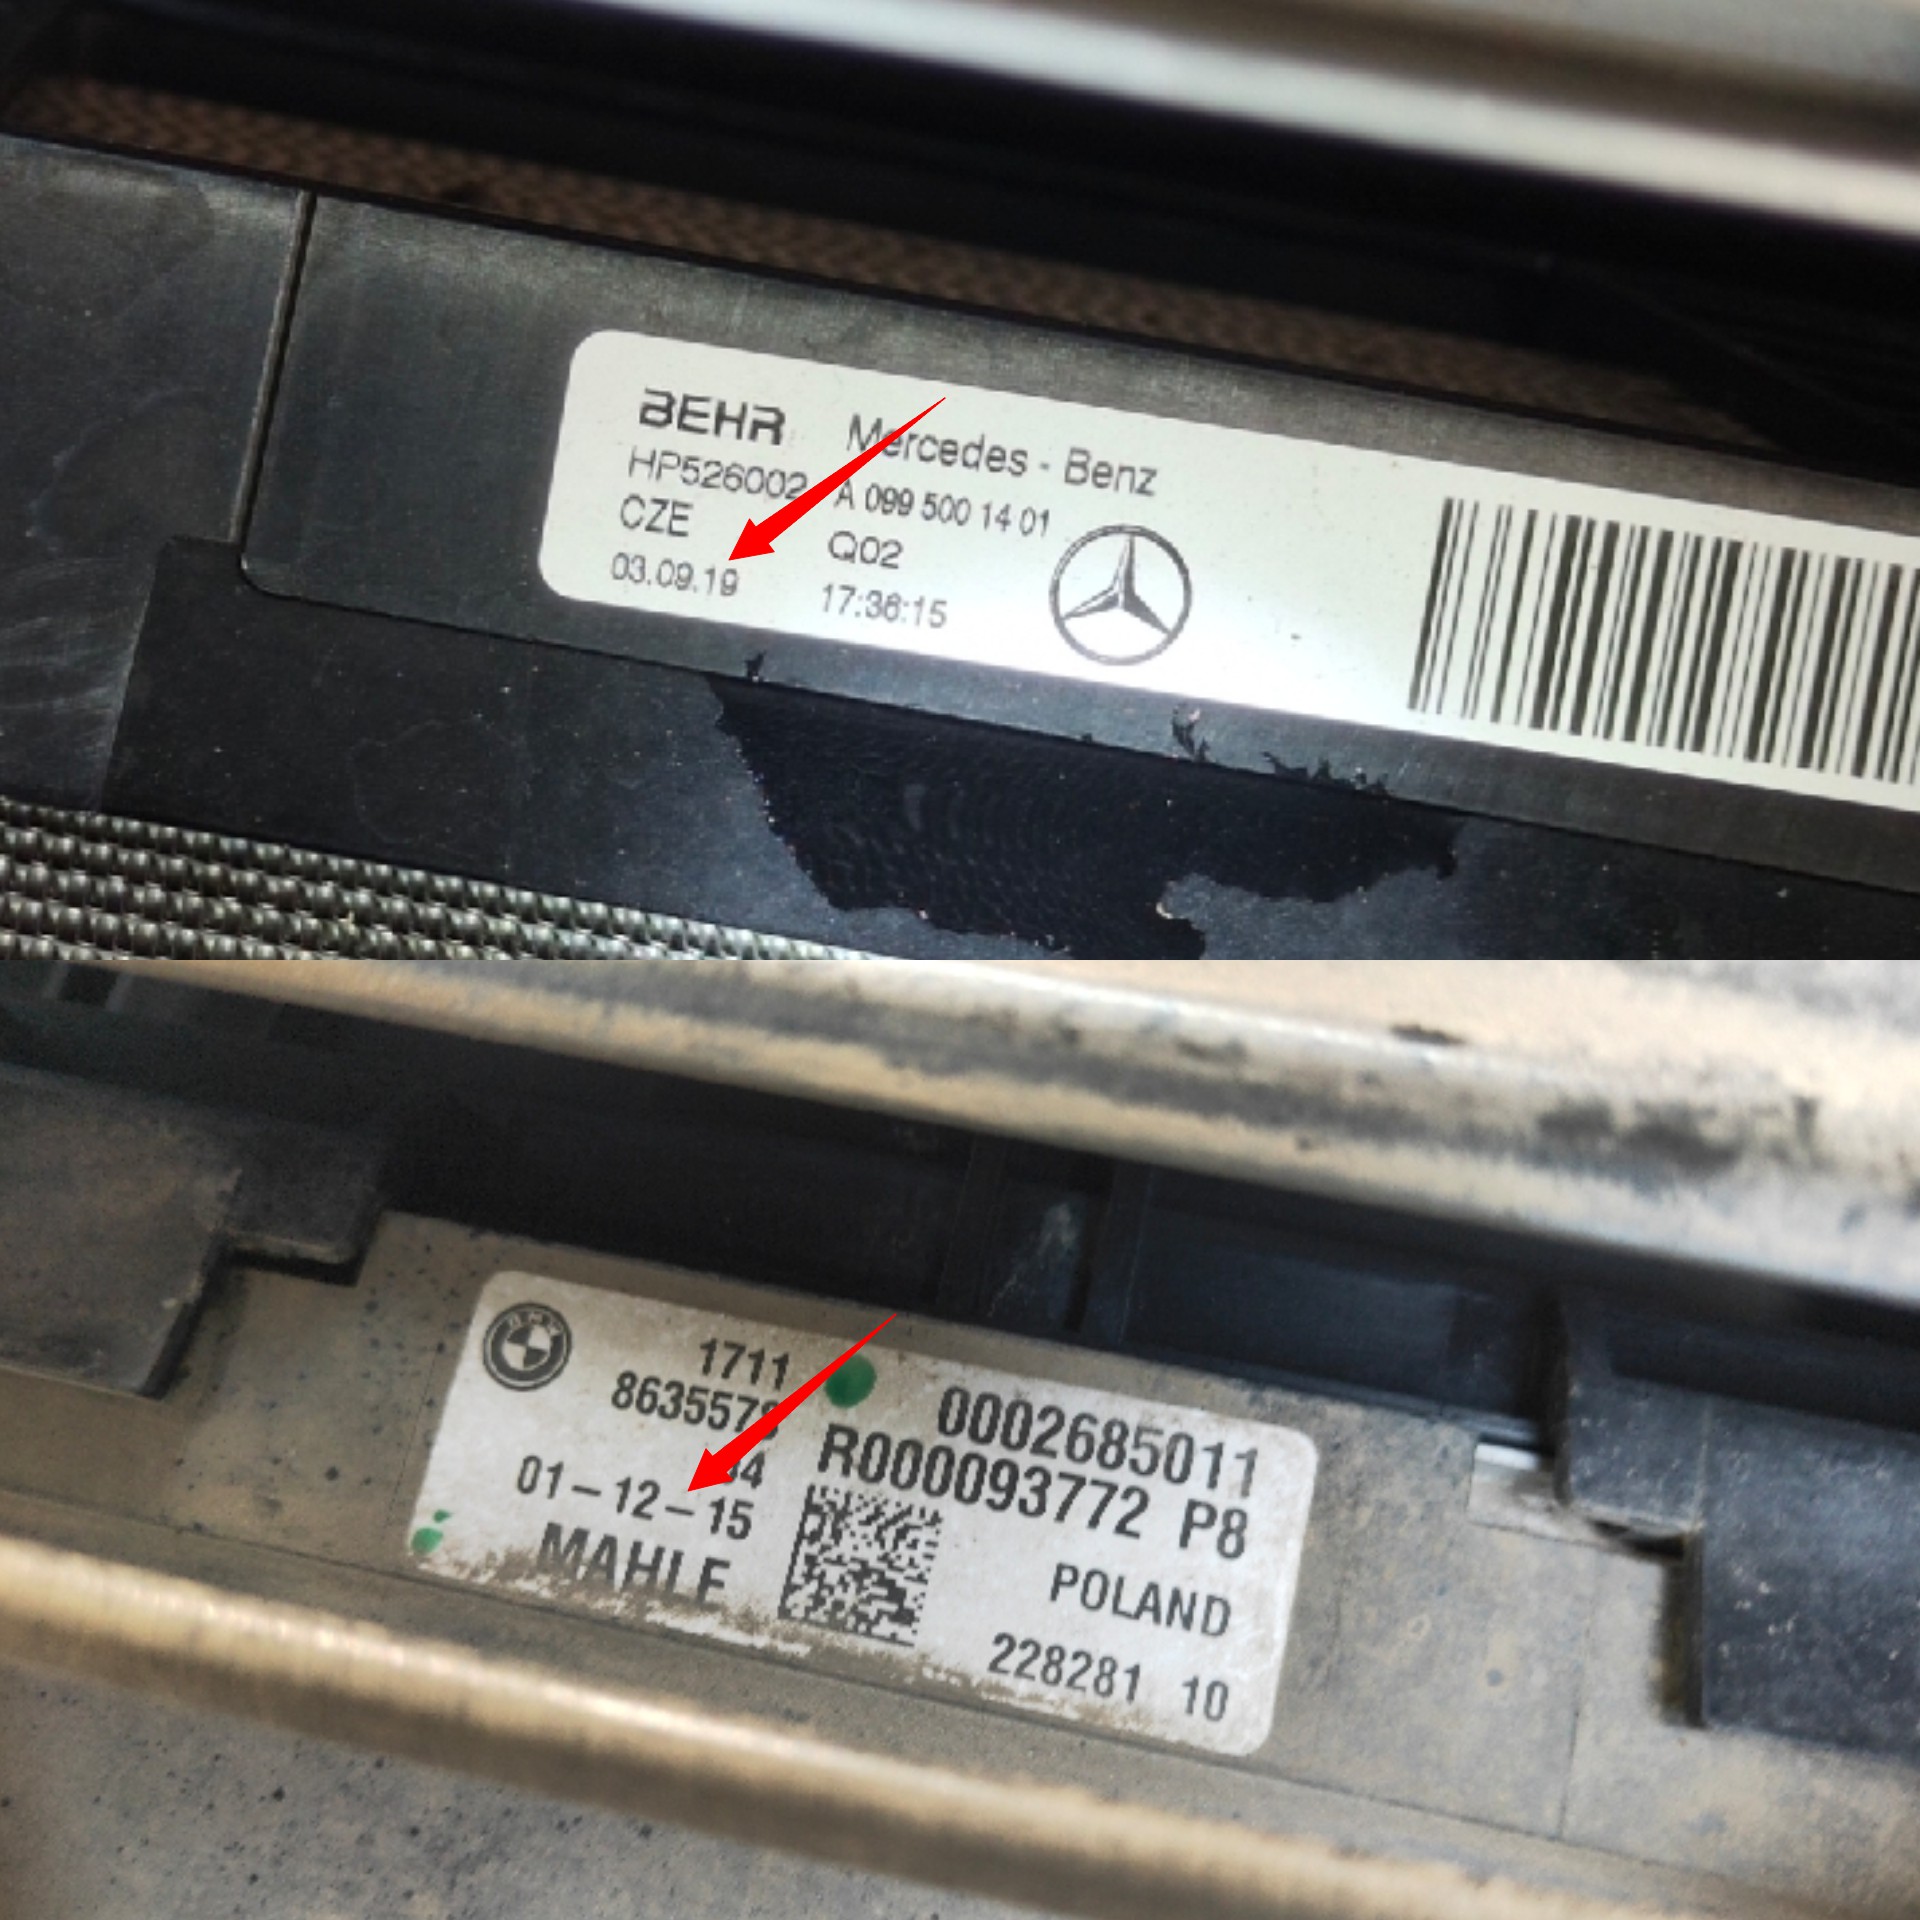 BEHR Mercedes - Benz
HP526002 A 099 500 14 01
CZE Q02
03.09.19 17:36:15
1711
0002685011
R000093772 P8
01-12-15
MAHLE
POLAND
228281 10